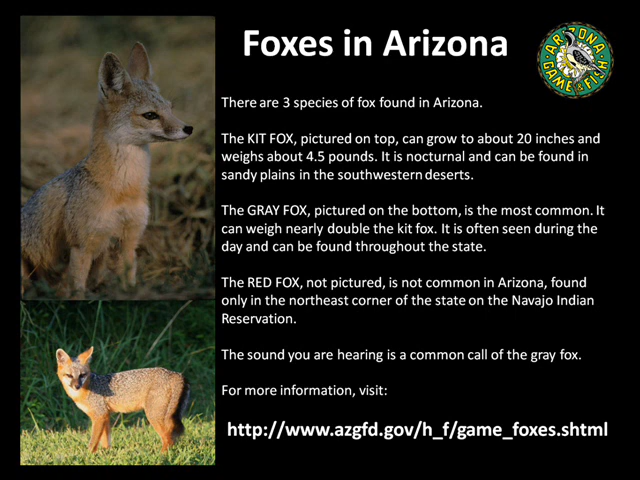 Foxes in Arizona
ARIZONA
GAME & FISH
There are 3 species of fox found in Arizona.
The KIT FOX, pictured on top, can grow to about 20 inches and
weighs about 4.5 pounds. It is nocturnal and can be found in
sandy plains in the southwestern deserts.
The GRAY FOX, pictured on the bottom, is the most common. It
can weigh nearly double the kit fox. It is often seen during the
day and can be found throughout the state.
The RED FOX, not pictured, is not common in Arizona, found
only in the northeast corner of the state on the Navajo Indian
Reservation.
The sound you are hearing is a common call of the gray fox.
For more information, visit:
http://www.azgfd.gov/h_f/game_foxes.shtml